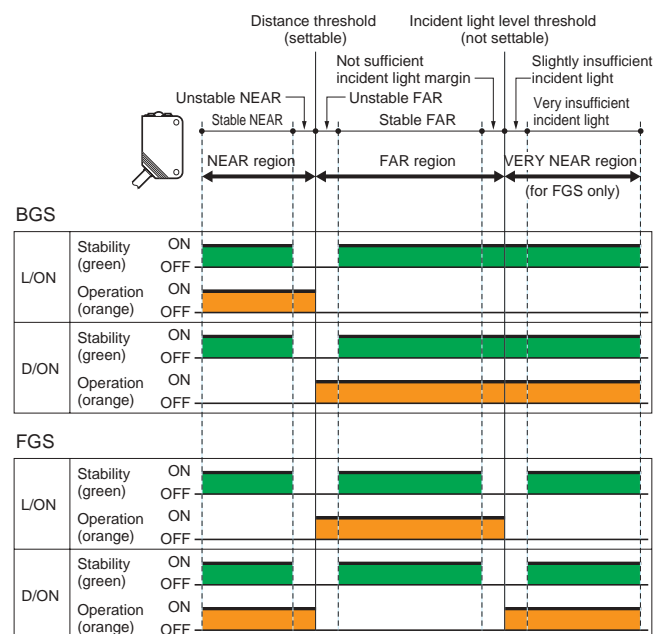 Distance threshold
(settable)
Incident light level threshold
(not settable)
Not sufficient
incident light margin
Slightly insufficient
incident light
Unstable NEAR
Unstable FAR
Very insufficient
incident light
Stable NEAR
Stable FAR
NEAR region
FAR region
VERY NEAR region
(for FGS only)
BGS
L/ON
Stability
(green)
ON
OFF
Operation
(orange)
ON
OFF
D/ON
Stability
(green)
ON
OFF
Operation
(orange)
ON
OFF
FGS
L/ON
Stability
(green)
ON
OFF
Operation
(orange)
ON
OFF
D/ON
Stability
(green)
ON
OFF
Operation
(orange)
ON
OFF